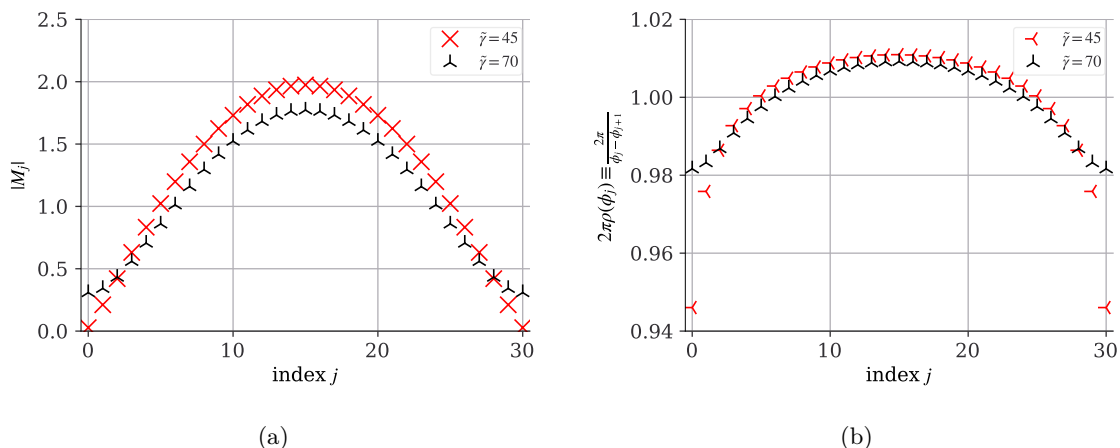 2.5
2.0
1.5
1.0
0.5
0.0
|M_j|
0
10
20
30
index j
γ̃ = 45
γ̃ = 70
(a)
1.02
1.00
0.98
0.96
0.94
2πρ(ϕ_j) ≡ 2π/(ϕ_j − ϕ_{j+1})
0
10
20
30
index j
γ̃ = 45
γ̃ = 70
(b)